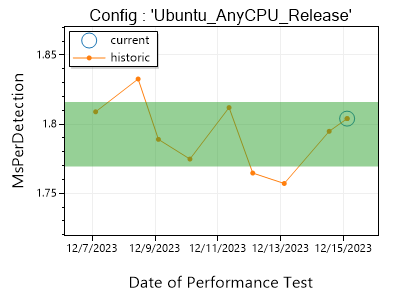 Config : 'Ubuntu_AnyCPU_Release'
current
historic
MsPerDetection
1.85
1.8
1.75
12/7/2023 12/9/2023 12/11/2023 12/13/2023 12/15/2023
Date of Performance Test